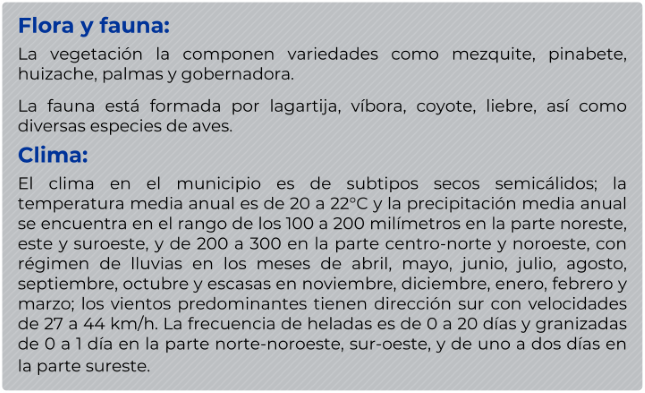 Flora y fauna:
La vegetación la componen variedades como mezquite, pinabete,
huizache, palmas y gobernadora.
La fauna está formada por lagartija, víbora, coyote, liebre, así como
diversas especies de aves.
Clima:
El clima en el municipio es de subtipos secos semicálidos; la
temperatura media anual es de 20 a 22°C y la precipitación media anual
se encuentra en el rango de los 100 a 200 milímetros en la parte noreste,
este y suroeste, y de 200 a 300 en la parte centro-norte y noroeste, con
régimen de lluvias en los meses de abril, mayo, junio, julio, agosto,
septiembre, octubre y escasas en noviembre, diciembre, enero, febrero y
marzo; los vientos predominantes tienen dirección sur con velocidades
de 27 a 44 km/h. La frecuencia de heladas es de 0 a 20 días y granizadas
de 0 a 1 día en la parte norte-noroeste, sur-oeste, y de uno a dos días en
la parte sureste.